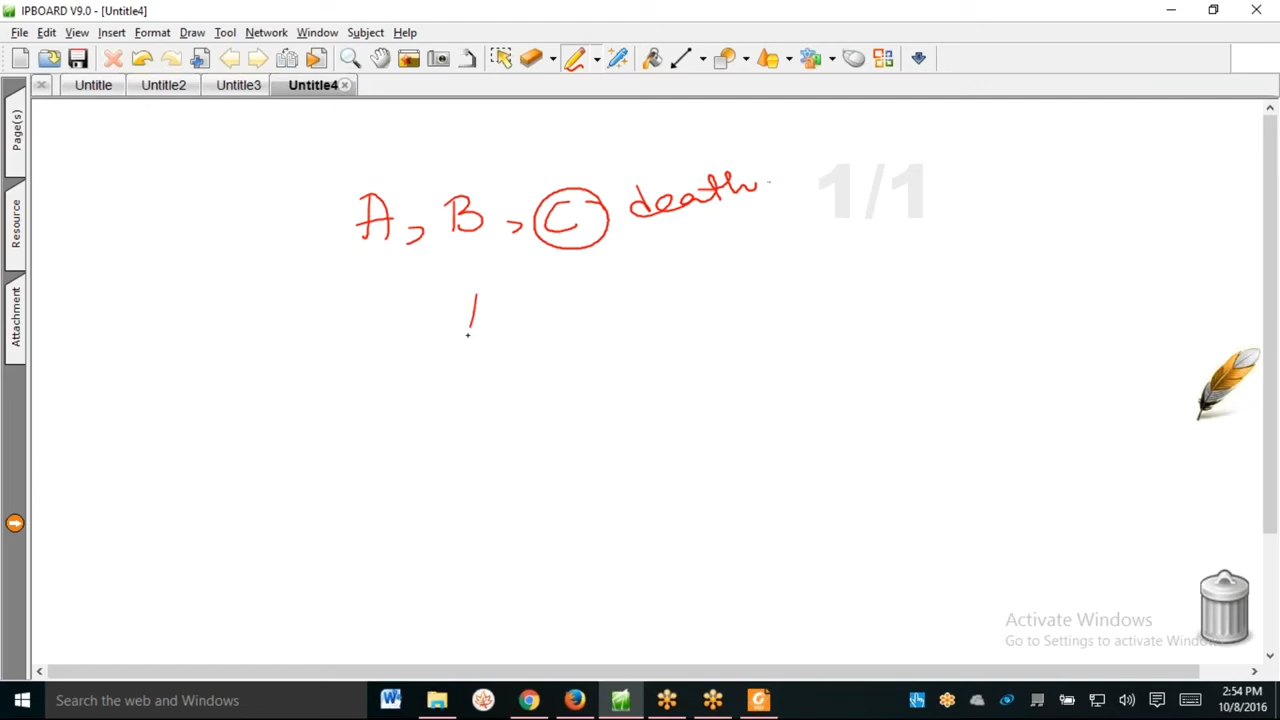 IPBOARD V9.0 - [Untitle4]
File Edit View Insert Format Draw Tool Network Window Subject Help
Untitle Untitle2 Untitle3 Untitle4
Page(s)
Resource
Attachment
1/1
A, B, C death
Activate Windows
Go to Settings to activate Windows
Search the web and Windows
2:54 PM
10/8/2016